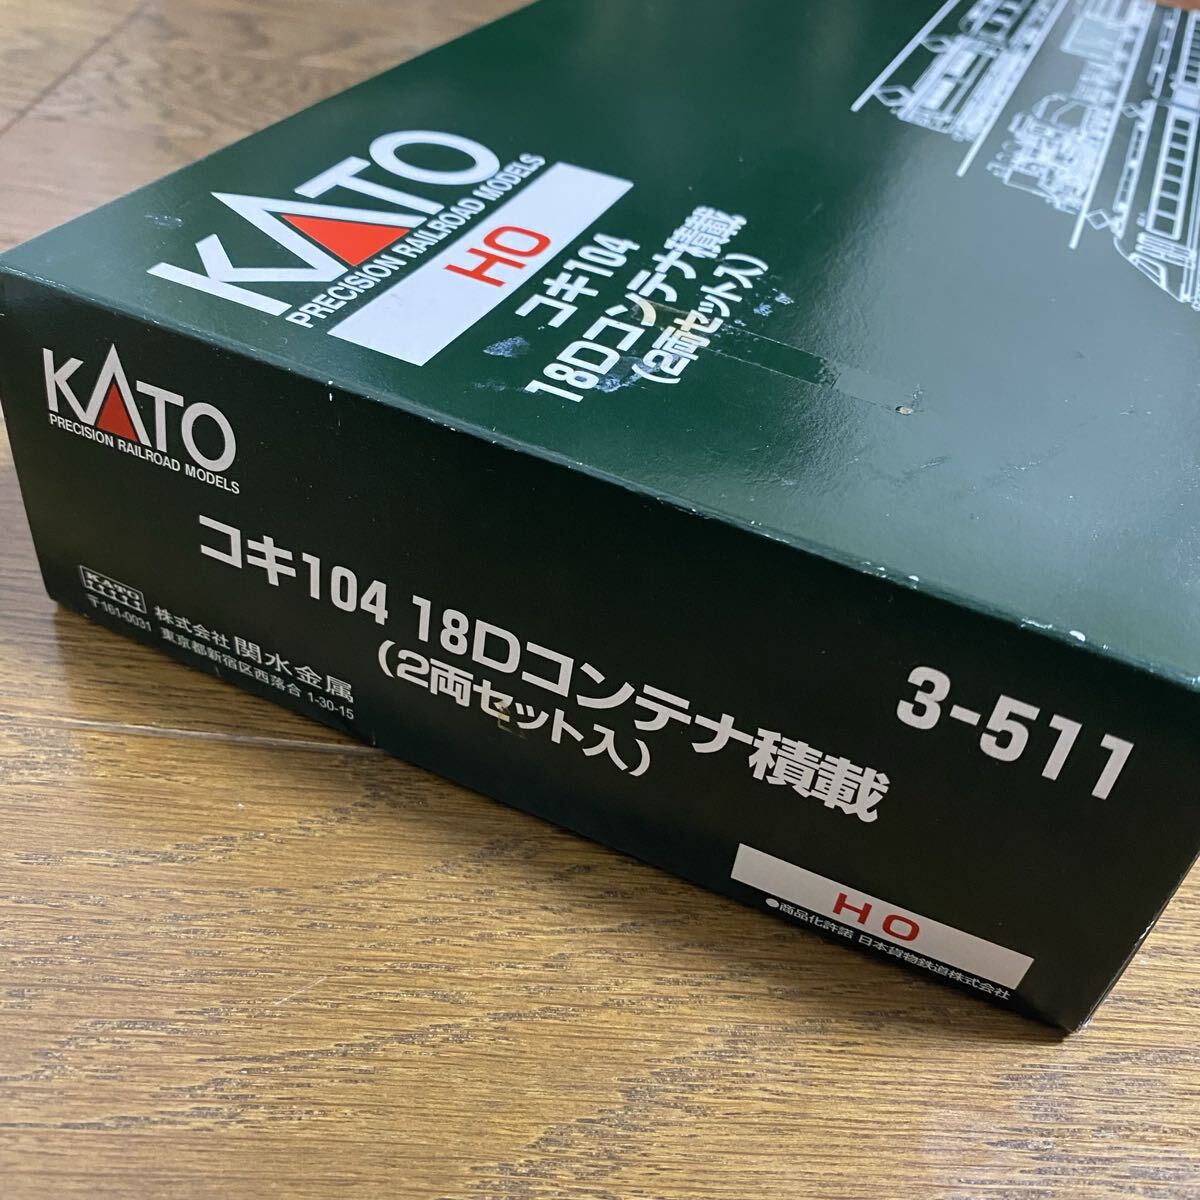 KATO
PRECISION RAILROAD MODELS
HO
コキ104
18Dコンテナ積載
(2両セット入)
KATO
PRECISION RAILROAD MODELS
コキ104 18Dコンテナ積載
(2両セット入)
3-511
KATO
株式会社 関水金属
〒161-0031 東京都新宿区西落合 1-30-15
HO
●商品化許諾 日本貨物鉄道株式会社